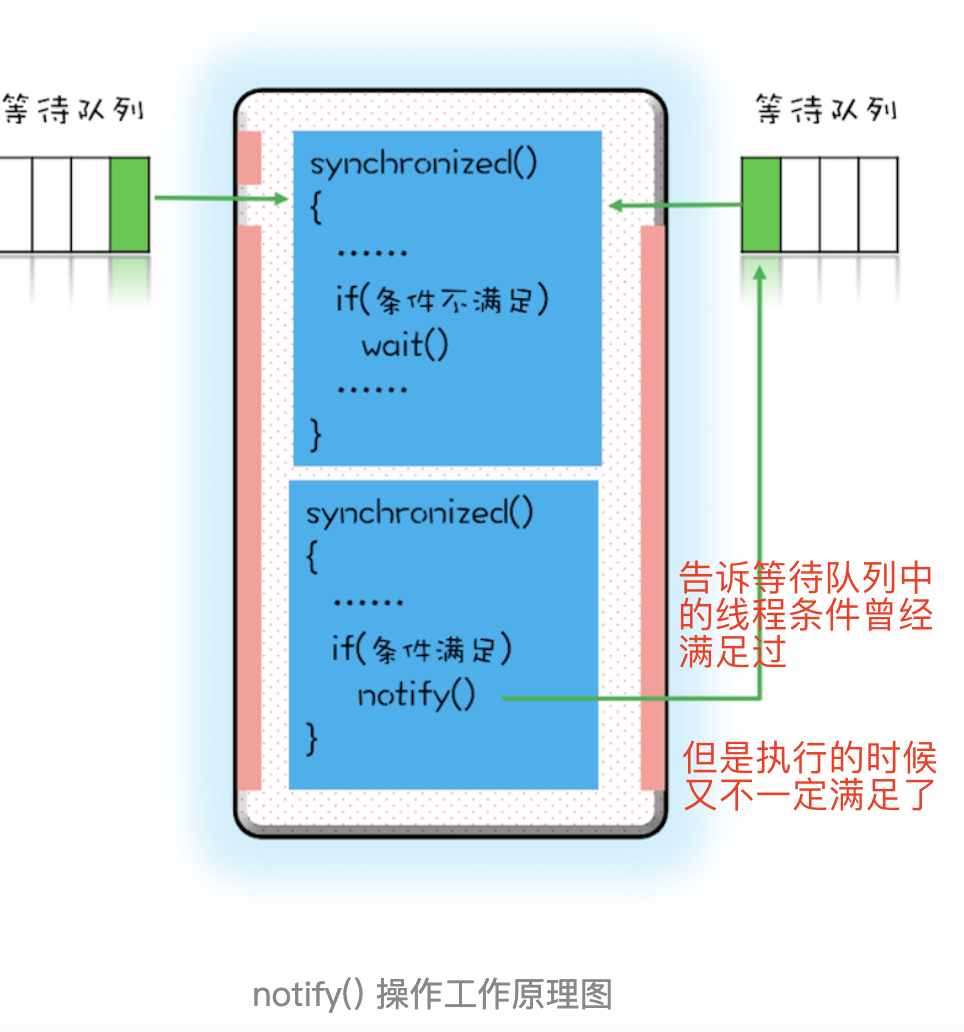 等待队列
等待队列
synchronized()
{
......
if(条件不满足)
wait()
......
}
synchronized()
{
......
if(条件满足)
notify()
}
告诉等待队列中
的线程条件曾经
满足过
但是执行的时候
又不一定满足了
notify() 操作工作原理图